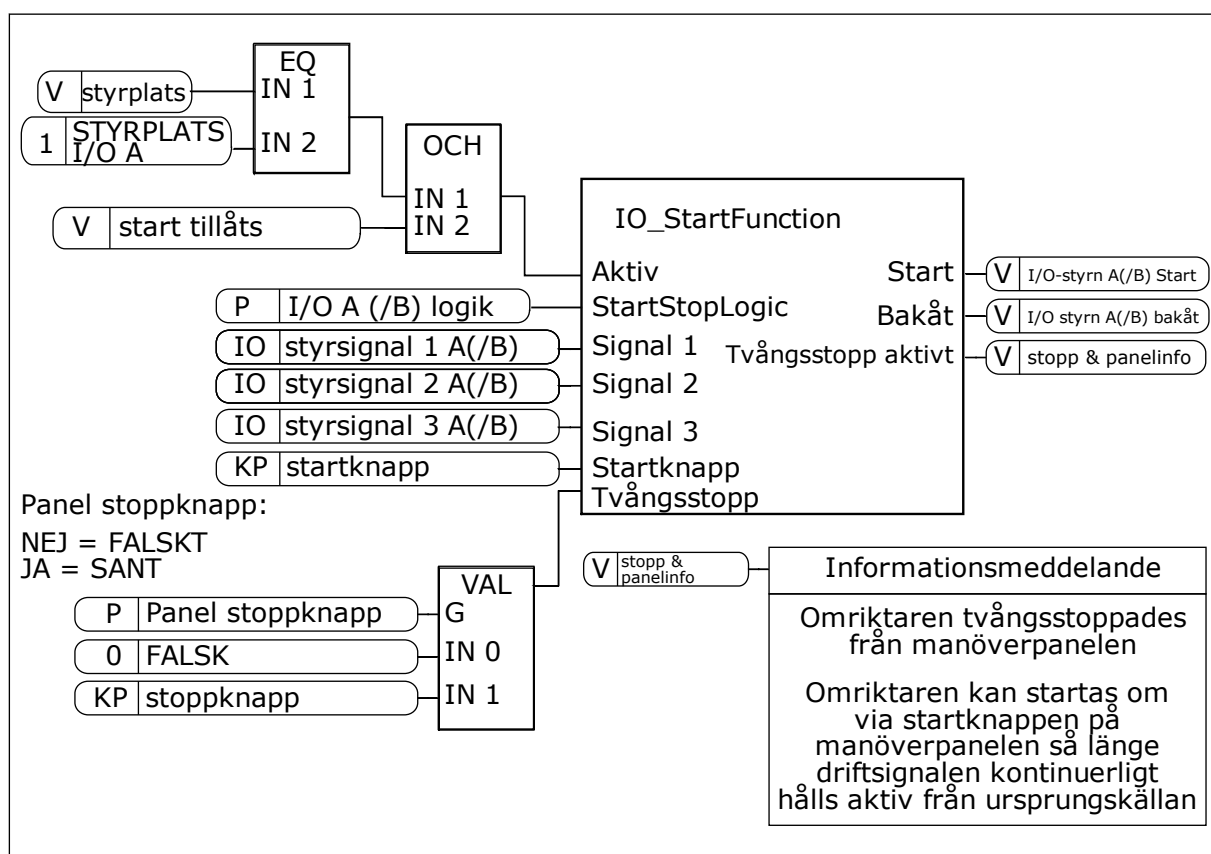 EQ
V styrplats
IN 1
1 STYRPLATS
I/O A
IN 2
OCH
IN 1
V start tillåts
IN 2
IO_StartFunction
Aktiv
Start
V I/O-styrn A(/B) Start
P I/O A (/B) logik
StartStopLogic
Bakåt
V I/O styrn A(/B) bakåt
IO styrsignal 1 A(/B)
Signal 1
Tvångsstopp aktivt
V stopp & panelinfo
IO styrsignal 2 A(/B)
Signal 2
IO styrsignal 3 A(/B)
Signal 3
KP startknapp
Startknapp
Tvångsstopp
Panel stoppknapp:
NEJ = FALSKT
JA = SANT
VAL
P Panel stoppknapp
G
0 FALSK
IN 0
KP stoppknapp
IN 1
V stopp &
panelinfo
Informationsmeddelande
Omriktaren tvångsstoppades
från manöverpanelen
Omriktaren kan startas om
via startknappen på
manöverpanelen så länge
driftsignalen kontinuerligt
hålls aktiv från ursprungskällan